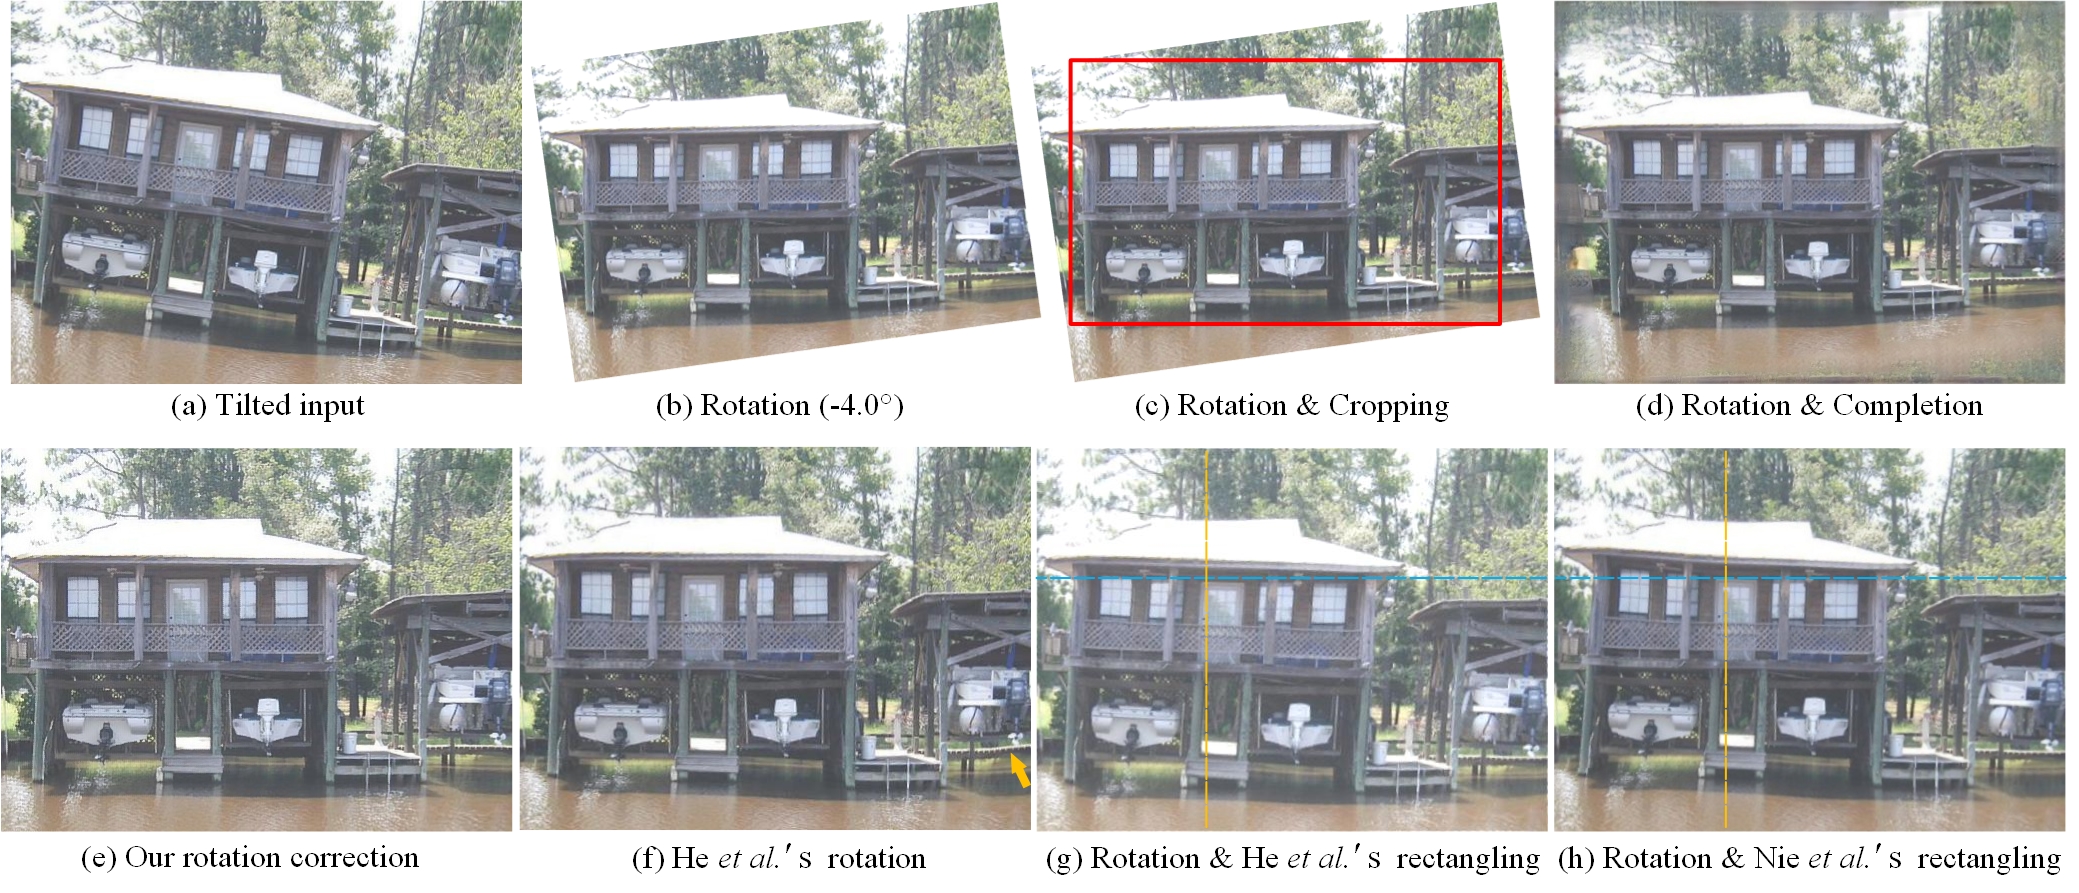 (a) Tilted input
(b) Rotation (-4.0°)
(c) Rotation & Cropping
(d) Rotation & Completion
(e) Our rotation correction
(f) He et al.′ s rotation
(g) Rotation & He et al.′ s rectangling
(h) Rotation & Nie et al.′ s rectangling